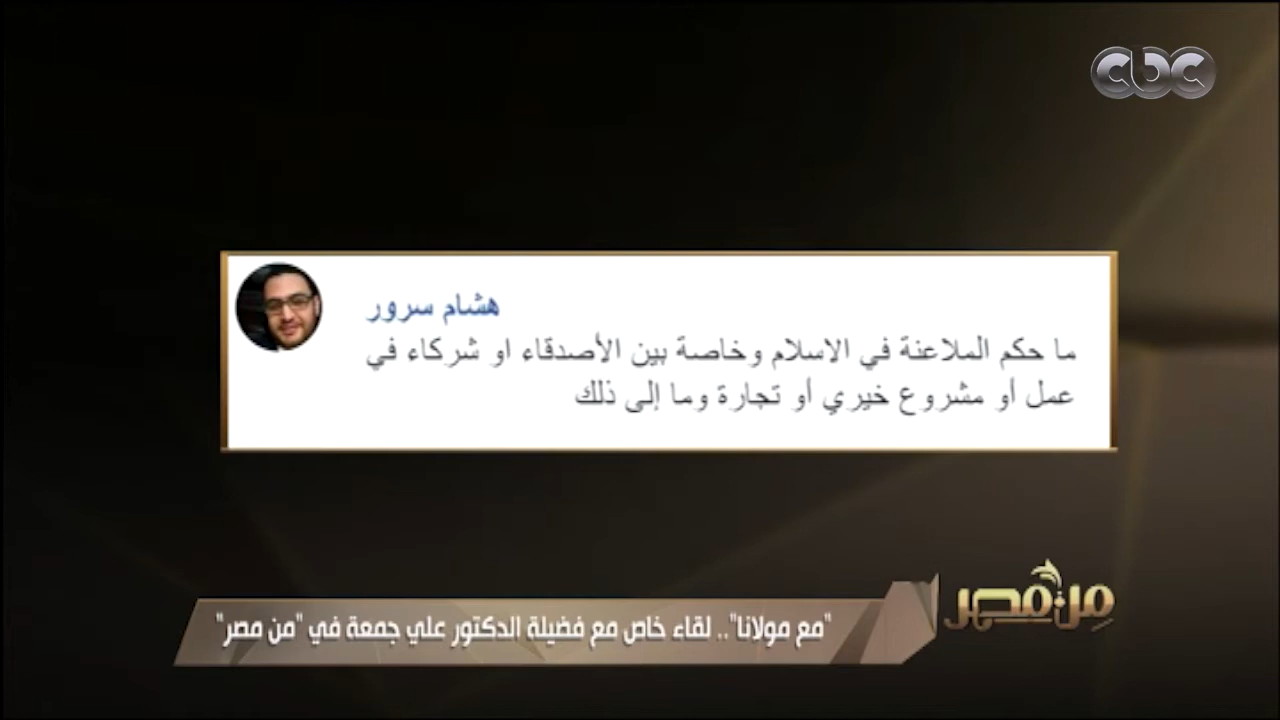 cbc
هشام سرور
ما حكم الملاعنة في الاسلام وخاصة بين الأصدقاء او شركاء في
عمل أو مشروع خيري أو تجارة وما إلى ذلك
من مصر
"مع مولانا".. لقاء خاص مع فضيلة الدكتور علي جمعة في "من مصر"